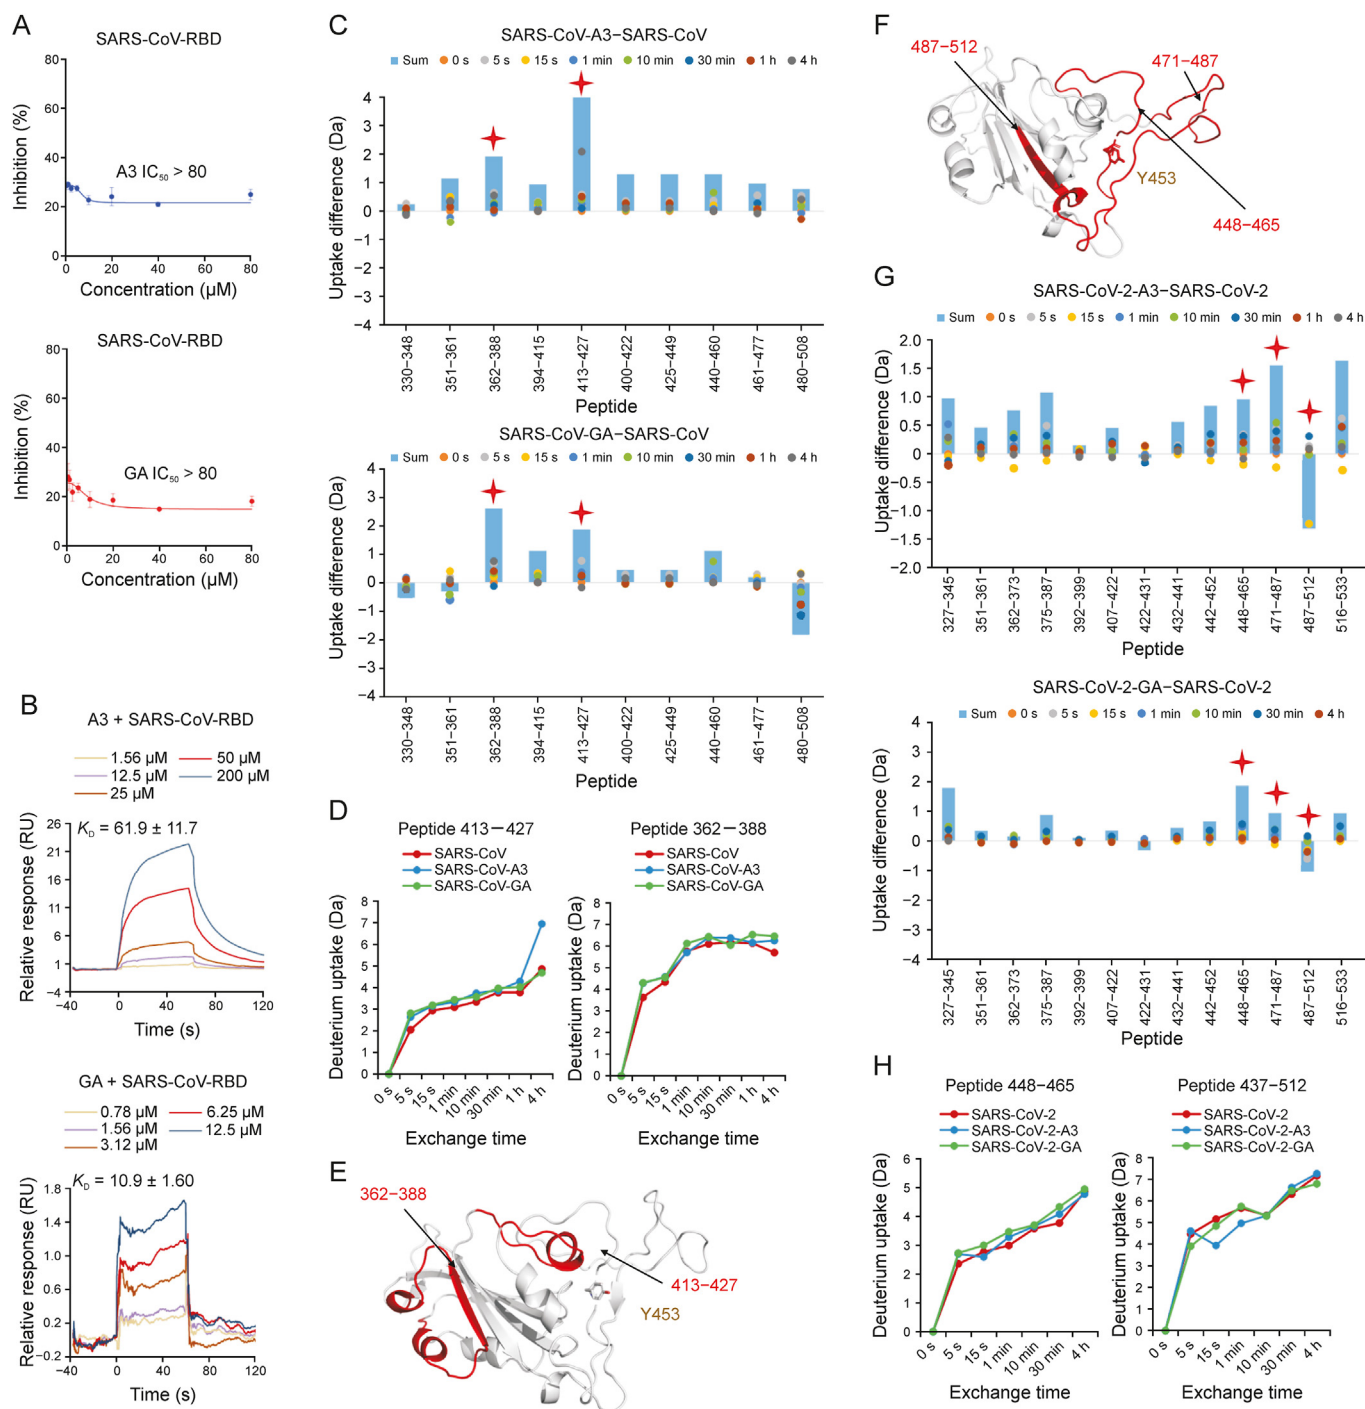 A
SARS-CoV-RBD
80
60
40
20
0
Inhibition (%)
A3 IC50 > 80
0 20 40 60 80
Concentration (µM)
SARS-CoV-RBD
80
60
40
20
0
Inhibition (%)
GA IC50 > 80
0 20 40 60 80
Concentration (µM)
B
A3 + SARS-CoV-RBD
1.56 µM 50 µM
12.5 µM 200 µM
25 µM
KD = 61.9 ± 11.7
26
21
16
11
6
1
−4
Relative response (RU)
−40 0 40 80 120
Time (s)
GA + SARS-CoV-RBD
0.78 µM 6.25 µM
1.56 µM 12.5 µM
3.12 µM
KD = 10.9 ± 1.60
1.8
1.4
1.0
0.6
0.2
−0.2
Relative response (RU)
−40 0 40 80 120
Time (s)
C
SARS-CoV-A3−SARS-CoV
Sum 0 s 5 s 15 s 1 min 10 min 30 min 1 h 4 h
4
3
2
1
0
−1
−2
−3
−4
Uptake difference (Da)
330−348 351−361 362−388 394−415 413−427 400−422 425−449 440−460 461−477 480−508
Peptide
SARS-CoV-GA−SARS-CoV
Sum 0 s 5 s 15 s 1 min 10 min 30 min 1 h 4 h
4
3
2
1
0
−1
−2
−3
−4
Uptake difference (Da)
330−348 351−361 362−388 394−415 413−427 400−422 425−449 440−460 461−477 480−508
Peptide
D
Peptide 413−427
SARS-CoV
SARS-CoV-A3
SARS-CoV-GA
8
7
6
5
4
3
2
1
0
Deuterium uptake (Da)
0 s 5 s 15 s 1 min 10 min 30 min 1 h 4 h
Exchange time
Peptide 362−388
SARS-CoV
SARS-CoV-A3
SARS-CoV-GA
8
7
6
5
4
3
2
1
0
Deuterium uptake (Da)
0 s 5 s 15 s 1 min 10 min 30 min 1 h 4 h
Exchange time
E
362−388
413−427
Y453
F
487−512
471−487
Y453
448−465
G
SARS-CoV-2-A3−SARS-CoV-2
Sum 0 s 5 s 15 s 1 min 10 min 30 min 1 h 4 h
2.0
1.5
1.0
0.5
0
−0.5
−1.0
−1.5
−2.0
Uptake difference (Da)
327−345 351−361 362−373 375−387 392−399 407−422 422−431 432−441 442−452 448−465 471−487 487−512 516−533
Peptide
SARS-CoV-2-GA−SARS-CoV-2
Sum 0 s 5 s 15 s 1 min 10 min 30 min 4 h
4
3
2
1
0
−1
−2
−3
−4
Uptake difference (Da)
327−345 351−361 362−373 375−387 392−399 407−422 422−431 432−441 442−452 448−465 471−487 487−512 516−533
Peptide
H
Peptide 448−465
SARS-CoV-2
SARS-CoV-2-A3
SARS-CoV-2-GA
6
5
4
3
2
1
0
Deuterium uptake (Da)
0 s 5 s 15 s 1 min 10 min 30 min 4 h
Exchange time
Peptide 437−512
SARS-CoV-2
SARS-CoV-2-A3
SARS-CoV-2-GA
8
7
6
5
4
3
2
1
0
Deuterium uptake (Da)
0 s 5 s 15 s 1 min 10 min 30 min 4 h
Exchange time